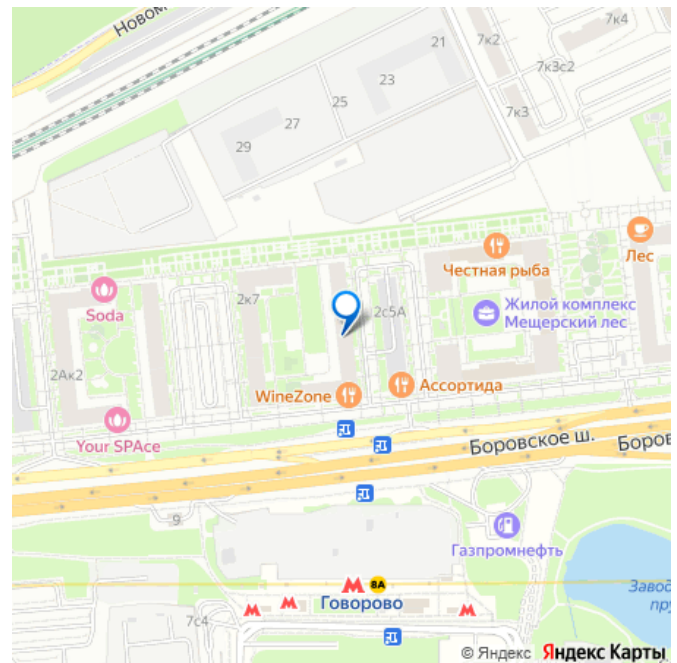 Новом
7к4
21
7к2
23
7к3с2
25
27
7к3
29
Честная рыба
Лес
2к7
2с5А
Soda
Жилой комплекс
Мещерский лес
2Ак2
WineZone
Ассортида
Your SPAce
Боровское ш.
Боров
9
Газпромнефть
М
8А
Завод
пру
Говорово
М
М
М
7с4
© Яндекс Яндекс Карты